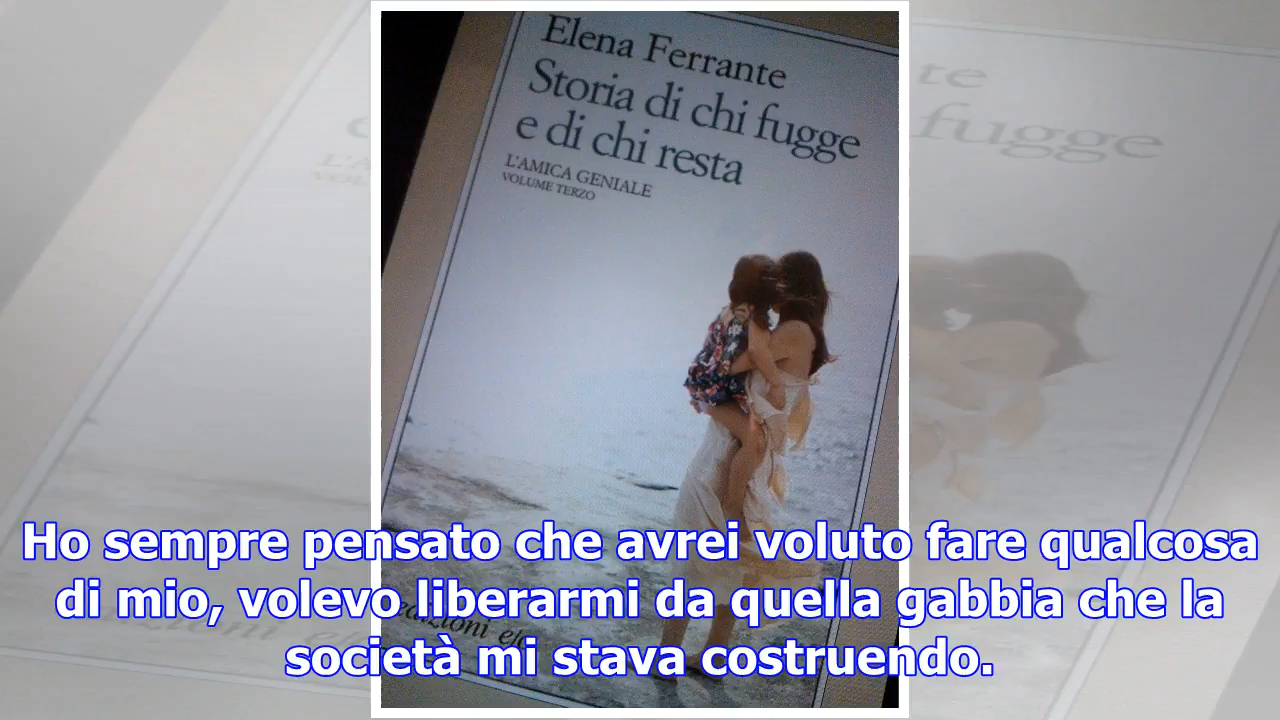 Elena Ferrante
Storia di chi fugge
e di chi resta
L'AMICA GENIALE
VOLUME TERZO
edizioni e/o
Ho sempre pensato che avrei voluto fare qualcosa
di mio, volevo liberarmi da quella gabbia che la
società mi stava costruendo.